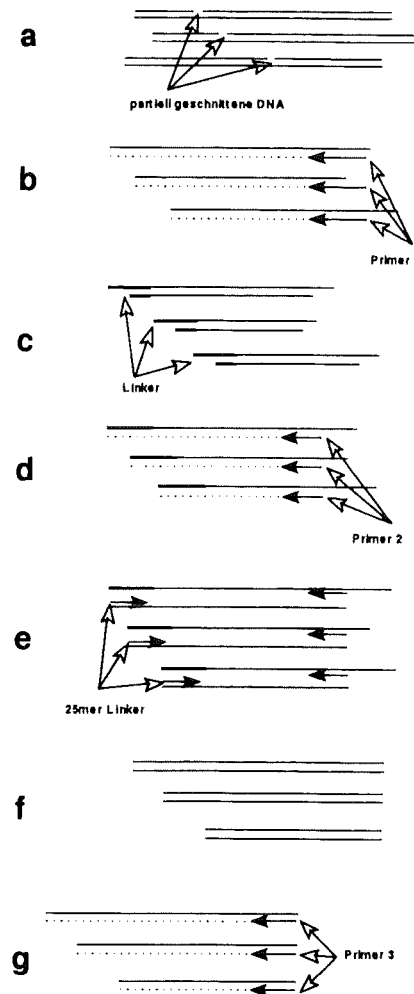 a
partiell geschnittene DNA
b
Primer
c
Linker
d
Primer 2
e
25mer Linker
f
g
Primer 3